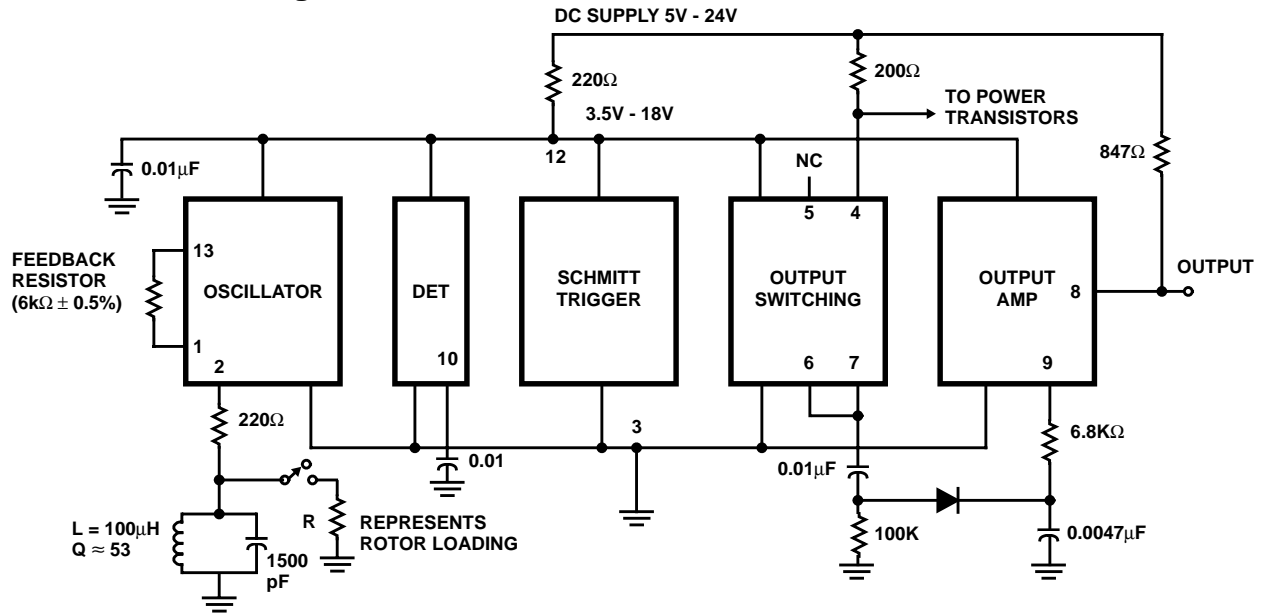 DC SUPPLY 5V - 24V
220Ω
200Ω
TO POWER
TRANSISTORS
3.5V - 18V
847Ω
0.01μF
12
NC
5
4
13
FEEDBACK
RESISTOR
(6kΩ ± 0.5%)
OSCILLATOR
DET
SCHMITT
TRIGGER
OUTPUT
SWITCHING
OUTPUT
AMP
8
OUTPUT
1
2
10
6
7
9
220Ω
3
6.8KΩ
0.01
0.01μF
L = 100μH
Q ≈ 53
1500
pF
R
REPRESENTS
ROTOR LOADING
100K
0.0047μF